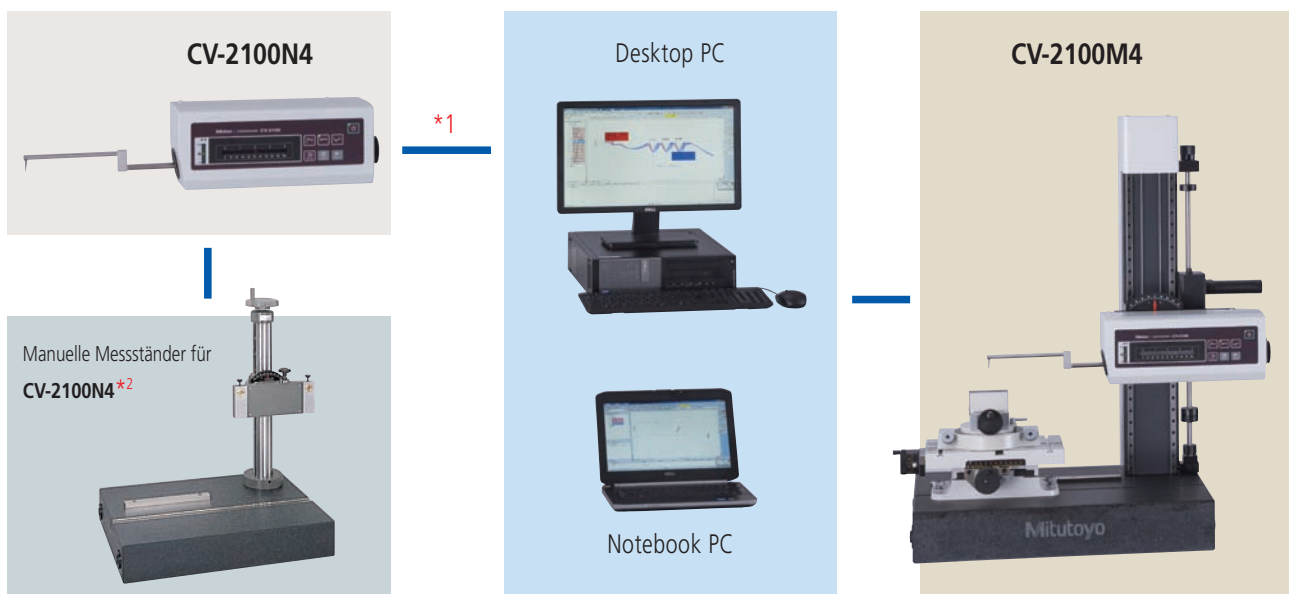 CV-2100N4
*1
Manuelle Messständer für
CV-2100N4*2
Desktop PC
Notebook PC
CV-2100M4
Mitutoyo